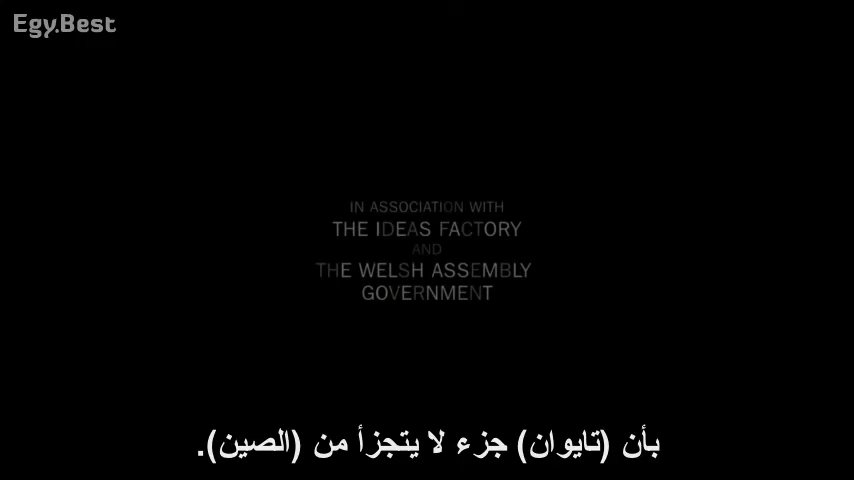 Egy.Best
IN ASSOCIATION WITH
THE IDEAS FACTORY
AND
THE WELSH ASSEMBLY
GOVERNMENT
بأن (تايوان) جزء لا يتجزأ من (الصين).